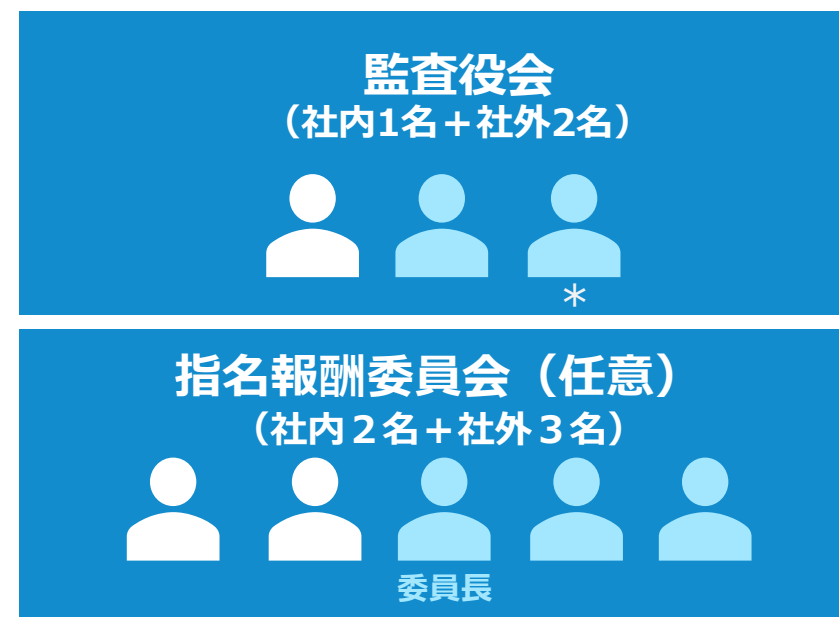 監査役会
（社内1名＋社外2名）
＊
指名報酬委員会（任意）
（社内２名＋社外３名）
委員長